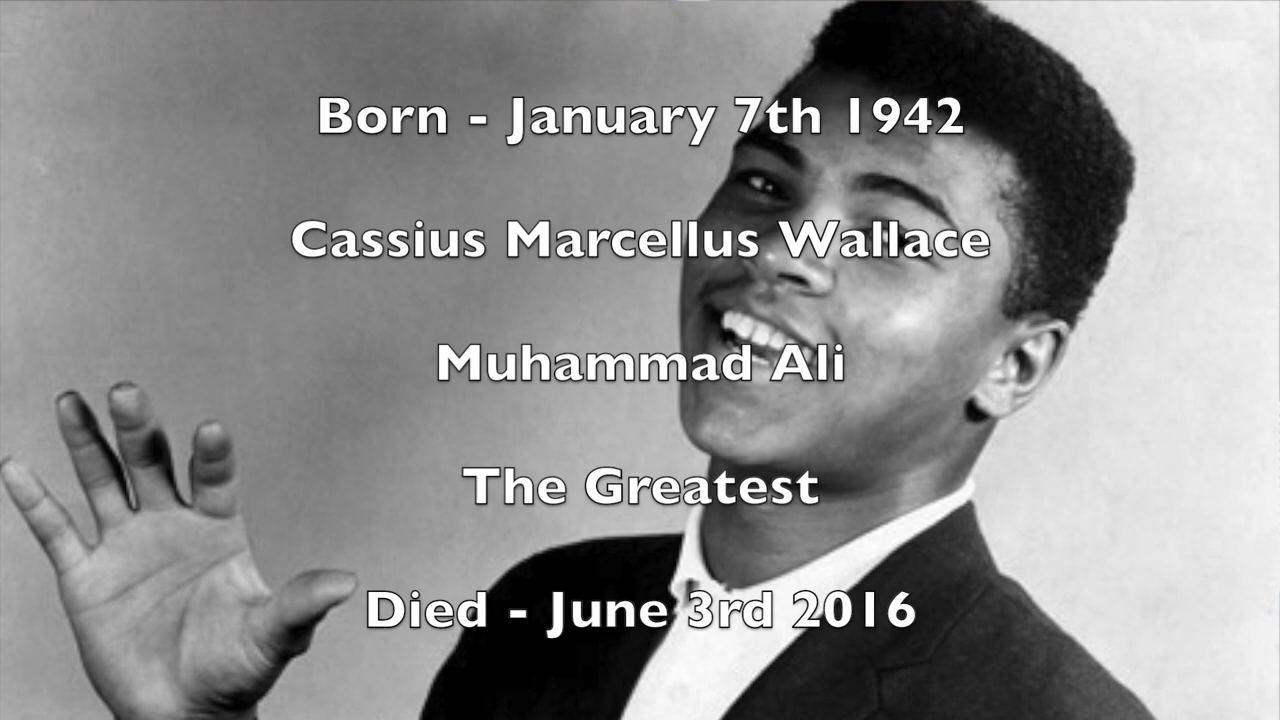 Born - January 7th 1942
Cassius Marcellus Wallace
Muhammad Ali
The Greatest
Died - June 3rd 2016